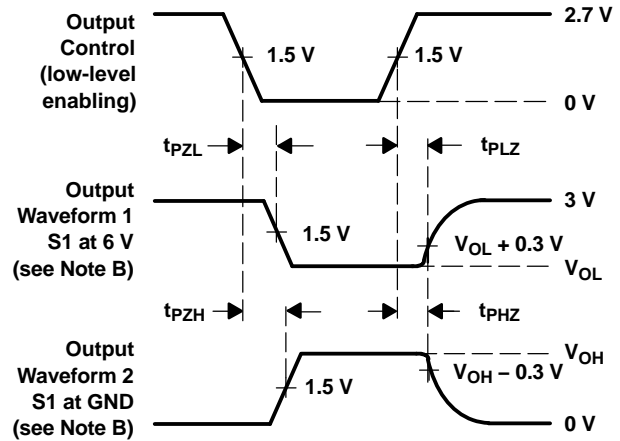 Output
Control
(low-level
enabling)
1.5 V
1.5 V
2.7 V
0 V
tPZL
tPLZ
Output
Waveform 1
S1 at 6 V
(see Note B)
1.5 V
3 V
VOL + 0.3 V
VOL
tPZH
tPHZ
Output
Waveform 2
S1 at GND
(see Note B)
1.5 V
VOH
VOH − 0.3 V
0 V